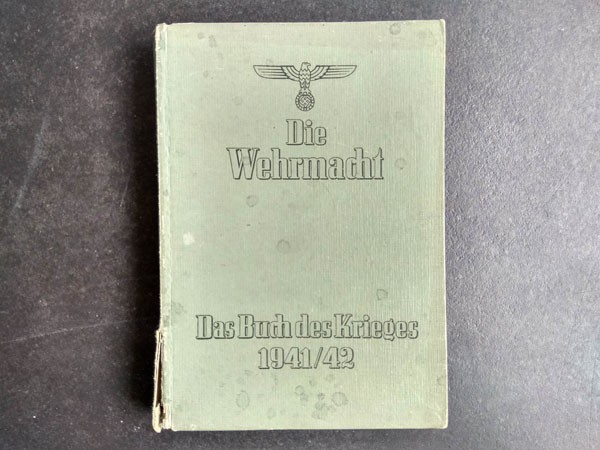 Die
Wehrmacht
Das Buch des Krieges
1941/42